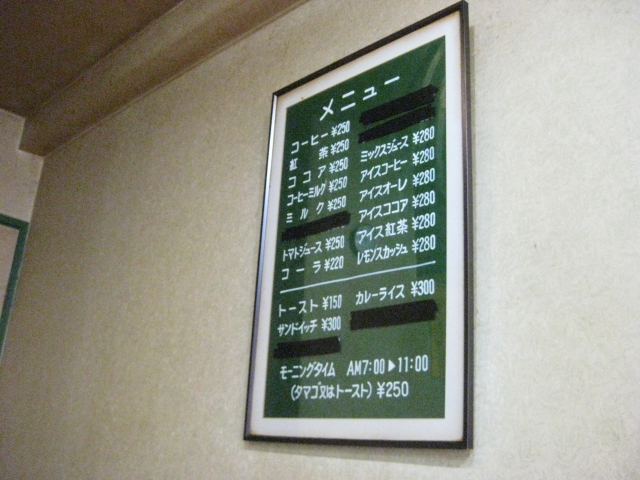 メニュー
コーヒー ¥250
紅茶 ¥250
ココア ¥250
コーヒーミルク ¥250
ミルク ¥250
トマトジュース ¥250
コーラ ¥220
ミックスジュース ¥280
アイスコーヒー ¥280
アイスオーレ ¥280
アイスココア ¥280
アイス紅茶 ¥280
レモンスカッシュ ¥280
トースト ¥150
サンドイッチ ¥300
カレーライス ¥300
モーニングタイム AM7:00▶11:00
(タマゴ又はトースト) ¥250